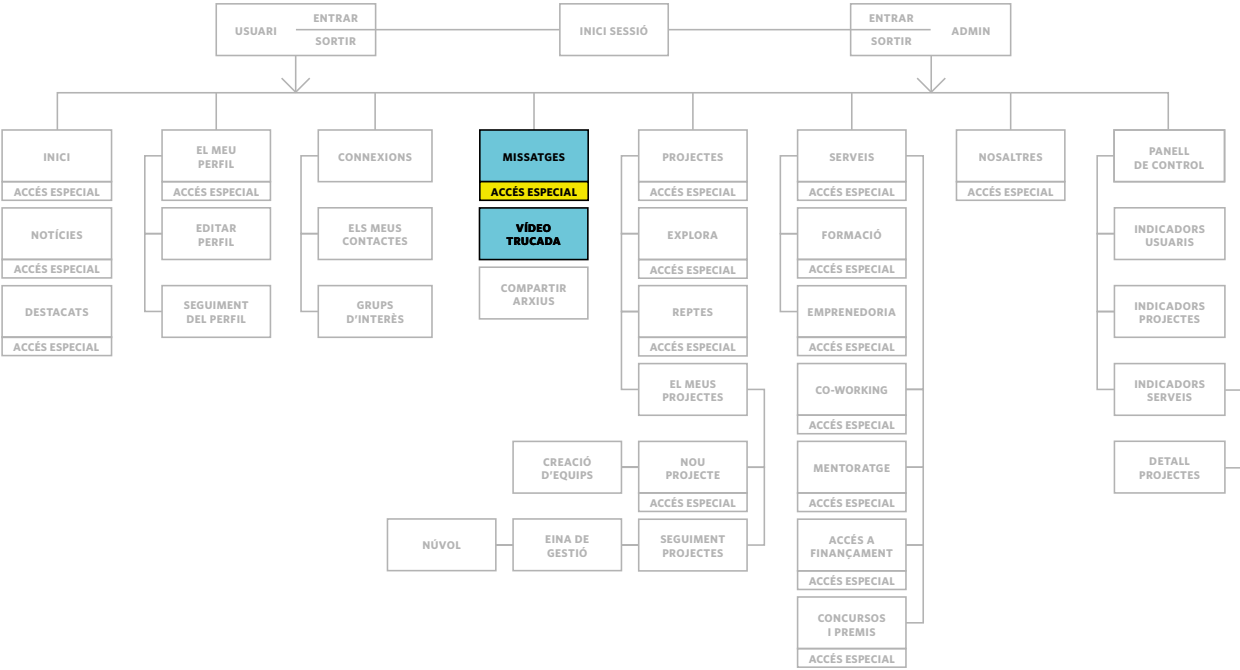 USUARI
ENTRAR
SORTIR
INICI SESSIÓ
ENTRAR
SORTIR
ADMIN
INICI
ACCÉS ESPECIAL
NOTÍCIES
ACCÉS ESPECIAL
DESTACATS
ACCÉS ESPECIAL
EL MEU
PERFIL
ACCÉS ESPECIAL
EDITAR
PERFIL
SEGUIMENT
DEL PERFIL
CONNEXIONS
ELS MEUS
CONTACTES
GRUPS
D'INTERÈS
MISSATGES
ACCÉS ESPECIAL
VÍDEO
TRUCADA
COMPARTIR
ARXIUS
PROJECTES
ACCÉS ESPECIAL
EXPLORA
ACCÉS ESPECIAL
REPTES
ACCÉS ESPECIAL
EL MEUS
PROJECTES
NOU
PROJECTE
ACCÉS ESPECIAL
CREACIÓ
D'EQUIPS
SEGUIMENT
PROJECTES
EINA DE
GESTIÓ
NÚVOL
SERVEIS
ACCÉS ESPECIAL
FORMACIÓ
ACCÉS ESPECIAL
EMPRENEDORIA
ACCÉS ESPECIAL
CO-WORKING
ACCÉS ESPECIAL
MENTORATGE
ACCÉS ESPECIAL
ACCÉS A
FINANÇAMENT
ACCÉS ESPECIAL
CONCURSOS
I PREMIS
ACCÉS ESPECIAL
NOSALTRES
ACCÉS ESPECIAL
PANELL
DE CONTROL
INDICADORS
USUARIS
INDICADORS
PROJECTES
INDICADORS
SERVEIS
DETALL
PROJECTES